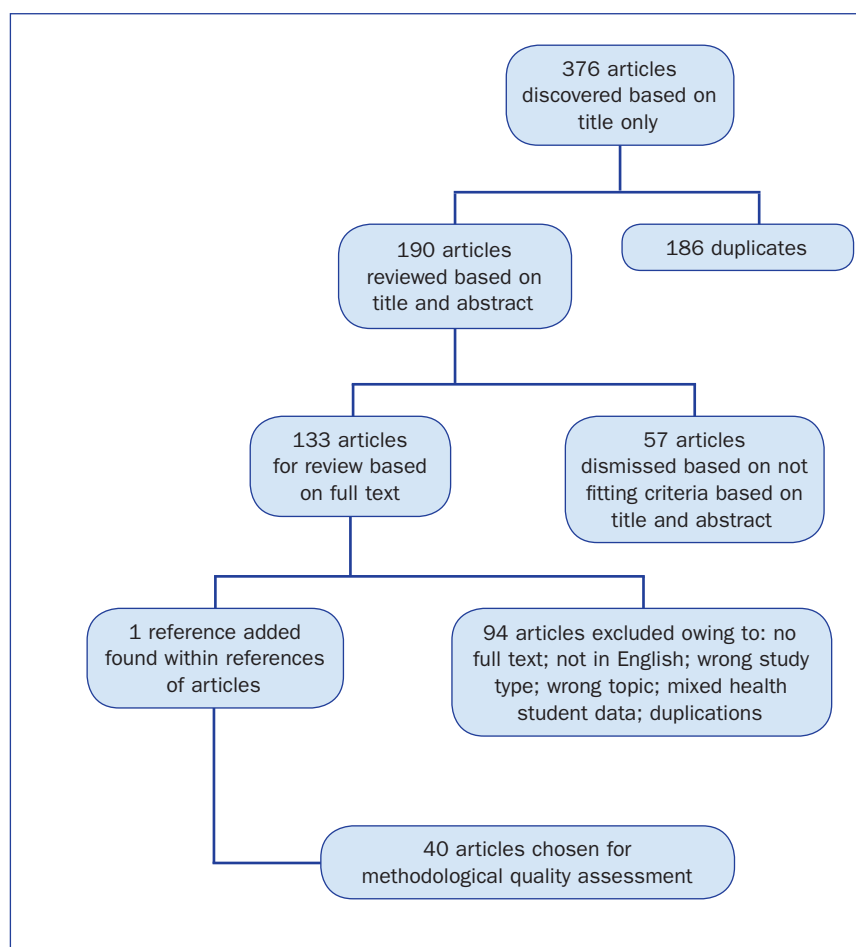 376 articles
discovered based on
title only
190 articles
reviewed based on
title and abstract
186 duplicates
133 articles
for review based
on full text
57 articles
dismissed based on not
fitting criteria based on
title and abstract
1 reference added
found within references
of articles
94 articles excluded owing to: no
full text; not in English; wrong study
type; wrong topic; mixed health
student data; duplications
40 articles chosen for
methodological quality assessment